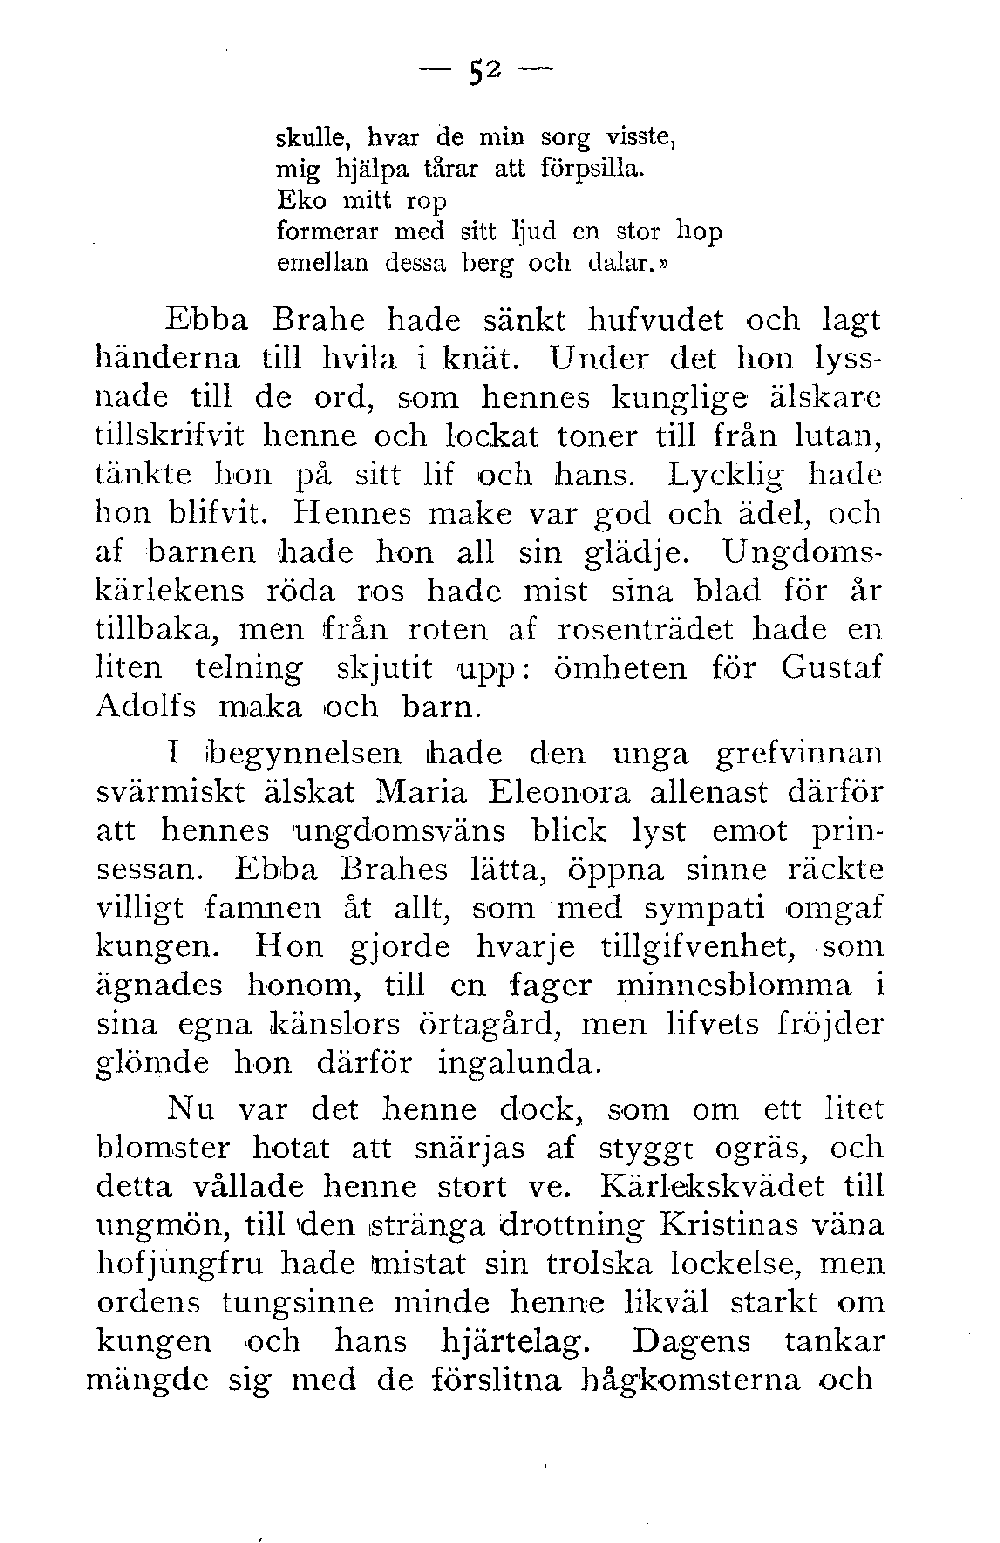 — 52 —
skulle, hvar de min sorg visste,
mig hjälpa tårar att förpsilla.
Eko mitt rop
formerar med sitt ljud en stor hop
emellan dessa berg och dalar.»
Ebba Brahe hade sänkt hufvudet och lagt
händerna till hvila i knät. Under det hon lyss-
nade till de ord, som hennes kunglige älskare
tillskrifvit henne och lockat toner till från lutan,
tänkte hon på sitt lif och hans. Lycklig hade
hon blifvit. Hennes make var god och ädel, och
af barnen hade hon all sin glädje. Ungdoms-
kärlekens röda ros hade mist sina blad för år
tillbaka, men från roten af rosenträdet hade en
liten telning skjutit upp: ömheten för Gustaf
Adolfs maka och barn.
I begynnelsen hade den unga grefvinnan
svärmiskt älskat Maria Eleonora allenast därför
att hennes ungdomsväns blick lyst emot prin-
sessan. Ebba Brahes lätta, öppna sinne räckte
villigt famnen åt allt, som med sympati omgaf
kungen. Hon gjorde hvarje tillgifvenhet, som
ägnades honom, till en fager minnesblomma i
sina egna känslors örtagård, men lifvets fröjder
glömde hon därför ingalunda.
Nu var det henne dock, som om ett litet
blomster hotat att snärjas af styggt ogräs, och
detta vållade henne stort ve. Kärlekskvädet till
ungmön, till den stränga drottning Kristinas väna
hofjungfru hade mistat sin trolska lockelse, men
ordens tungsinne minde henne likväl starkt om
kungen och hans hjärtelag. Dagens tankar
mängde sig med de förslitna hågkomsterna och